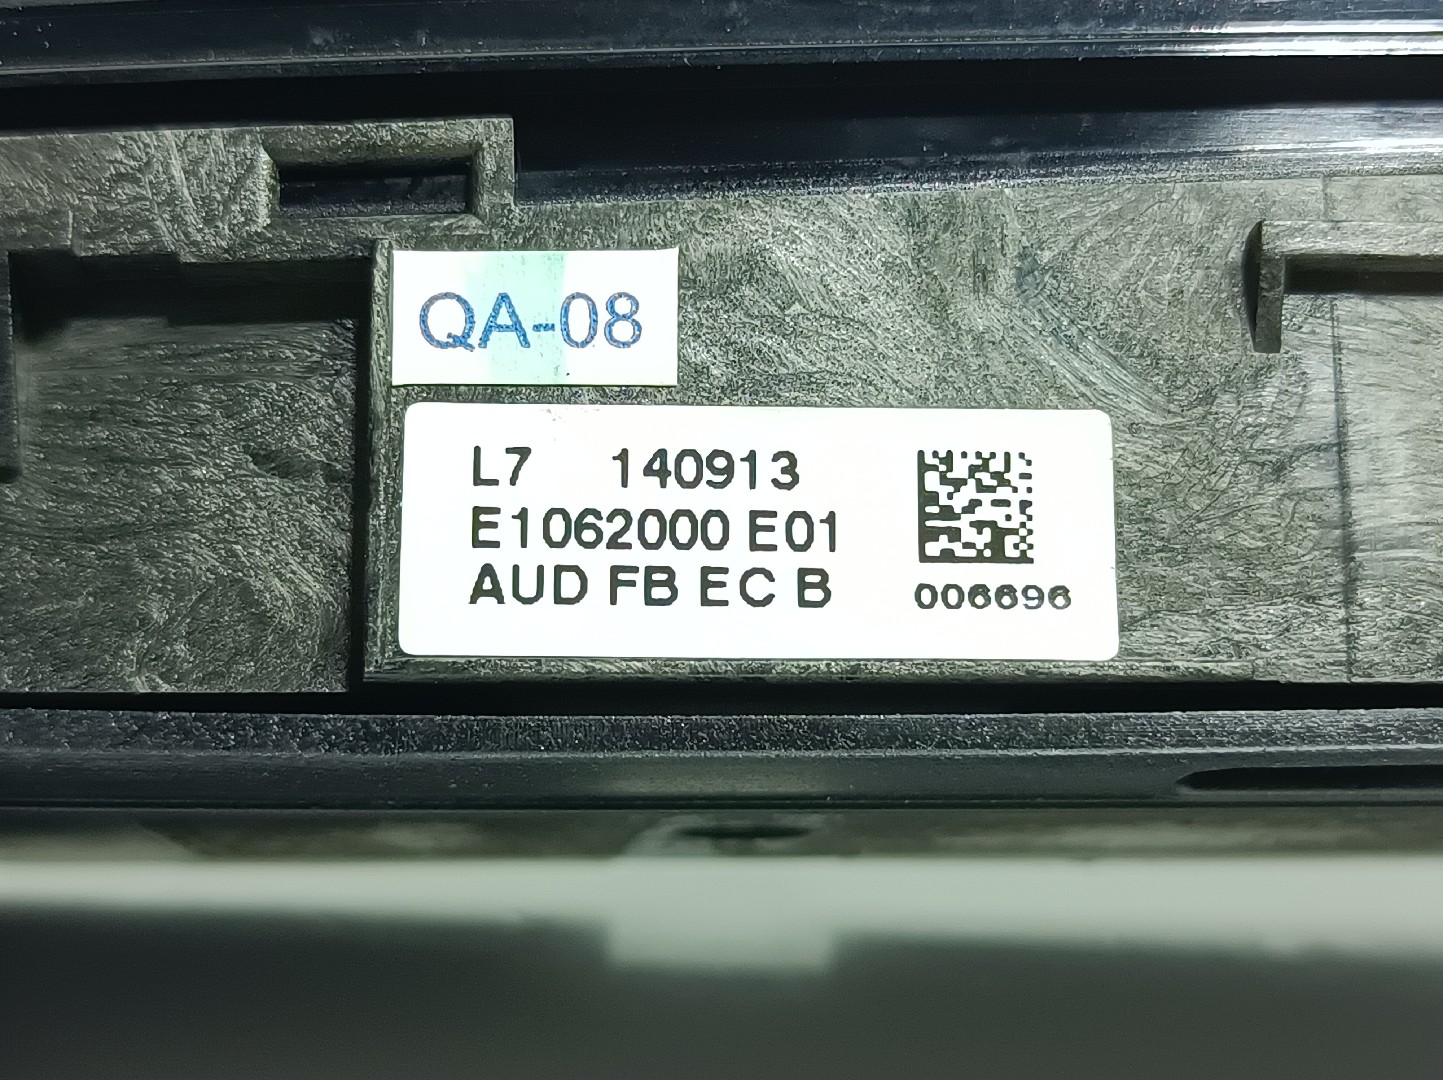 QA-08
L7 140913
E1062000 E01
AUD FB EC B
006696